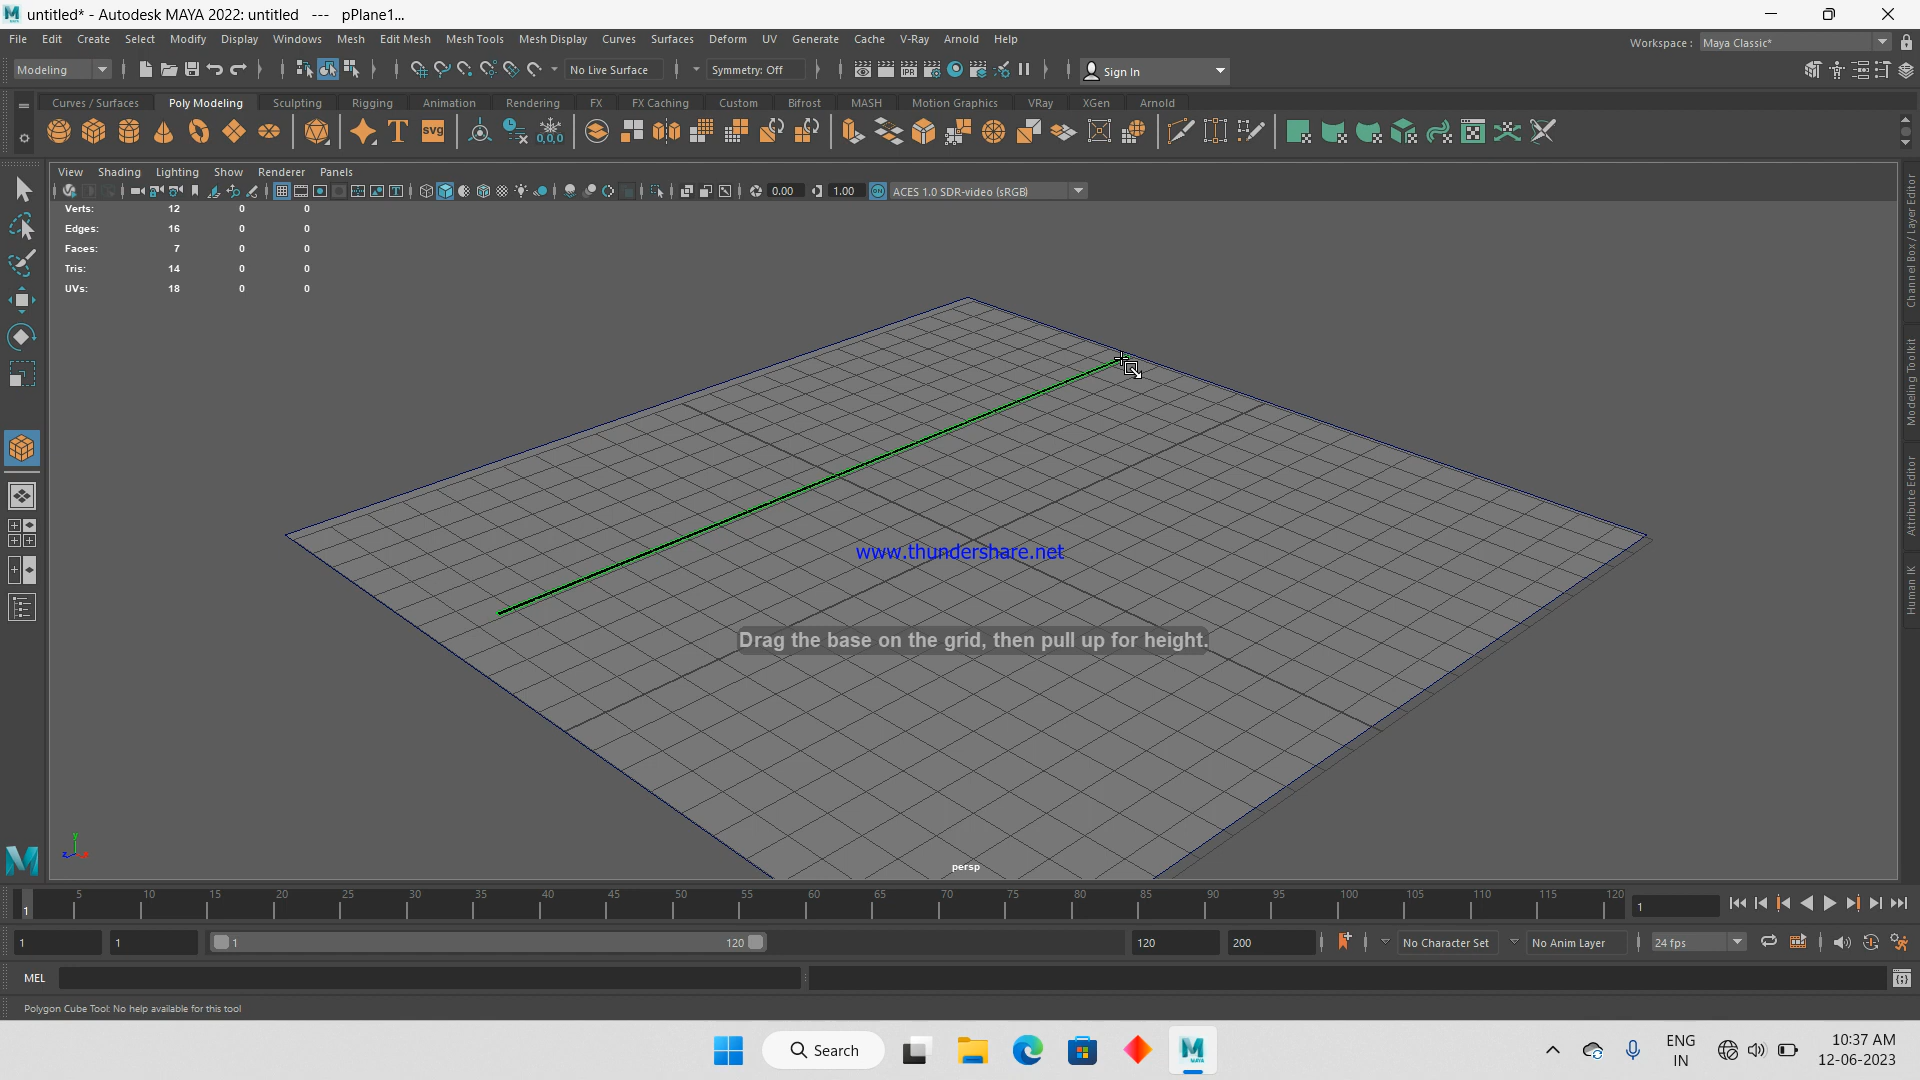 untitled* - Autodesk MAYA 2022: untitled --- pPlane1...
File Edit Create Select Modify Display Windows Mesh Edit Mesh Mesh Tools Mesh Display Curves Surfaces Deform UV Generate Cache V-Ray Arnold Help
Workspace : Maya Classic*
Modeling No Live Surface Symmetry: Off IPR Sign In
Curves / Surfaces Poly Modeling Sculpting Rigging Animation Rendering FX FX Caching Custom Bifrost MASH Motion Graphics VRay XGen Arnold
T SVG 0,0,0
View Shading Lighting Show Renderer Panels
0.00 1.00 ON ACES 1.0 SDR-video (sRGB)
Verts: 12 0 0
Edges: 16 0 0
Faces: 7 0 0
Tris: 14 0 0
UVs: 18 0 0
Channel Box / Layer Editor
Modeling Toolkit
Attribute Editor
Human IK
www.thundershare.net
Drag the base on the grid, then pull up for height.
y
z
persp
5 10 15 20 25 30 35 40 45 50 55 60 65 70 75 80 85 90 95 100 105 110 115 120
1 1
1 1 1 120 120 200 No Character Set No Anim Layer 24 fps
MEL
Polygon Cube Tool: No help available for this tool
Search
ENG
IN
10:37 AM
12-06-2023